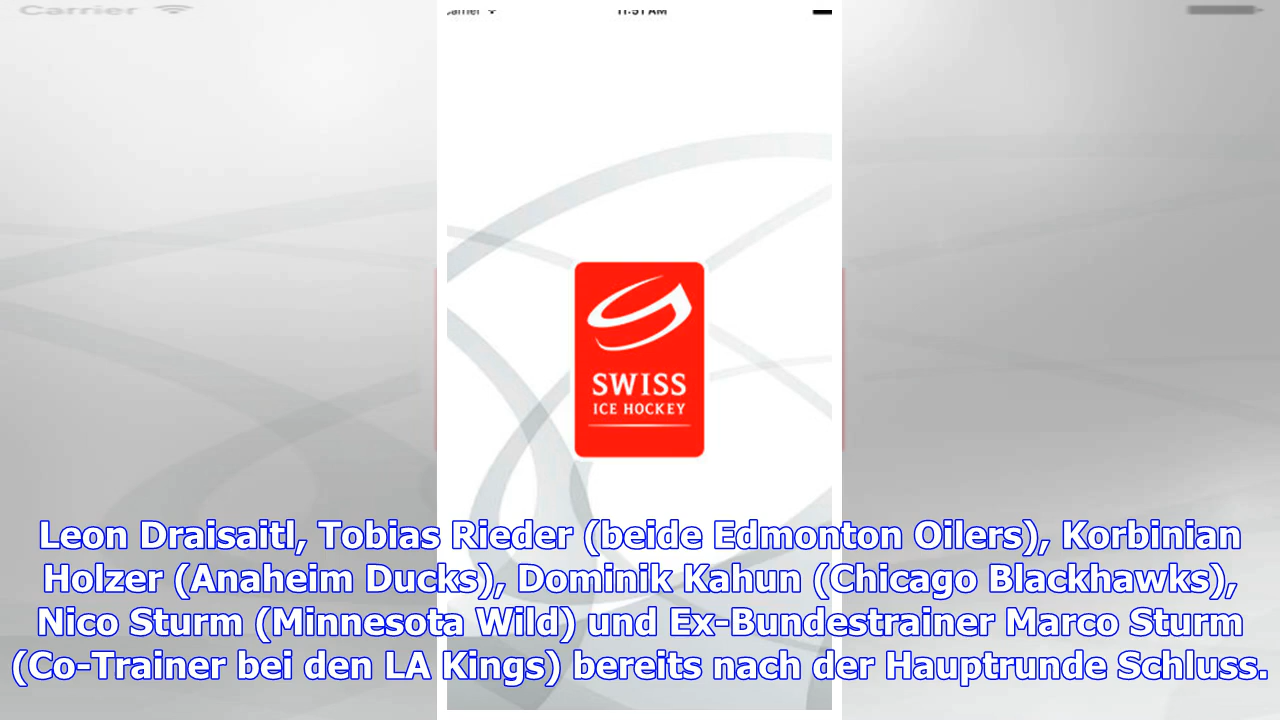 Carrier
11:51 AM
SWISS
ICE HOCKEY
Leon Draisaitl, Tobias Rieder (beide Edmonton Oilers), Korbinian
Holzer (Anaheim Ducks), Dominik Kahun (Chicago Blackhawks),
Nico Sturm (Minnesota Wild) und Ex-Bundestrainer Marco Sturm
(Co-Trainer bei den LA Kings) bereits nach der Hauptrunde Schluss.